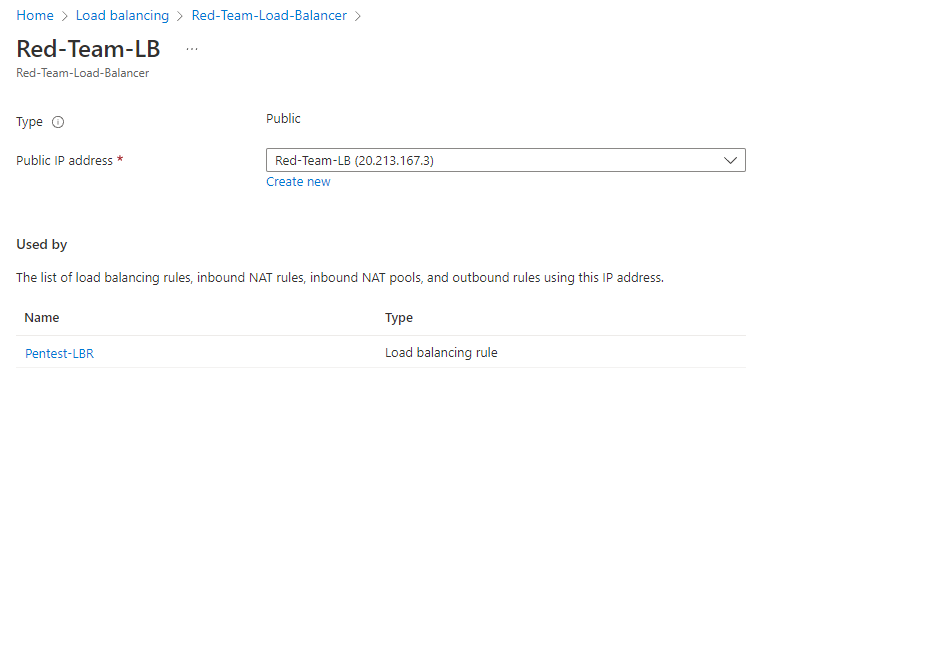 Home > Load balancing > Red-Team-Load-Balancer >
Red-Team-LB ...
Red-Team-Load-Balancer
Type Public
Public IP address * Red-Team-LB (20.213.167.3)
Create new
Used by
The list of load balancing rules, inbound NAT rules, inbound NAT pools, and outbound rules using this IP address.
Name Type
Pentest-LBR Load balancing rule